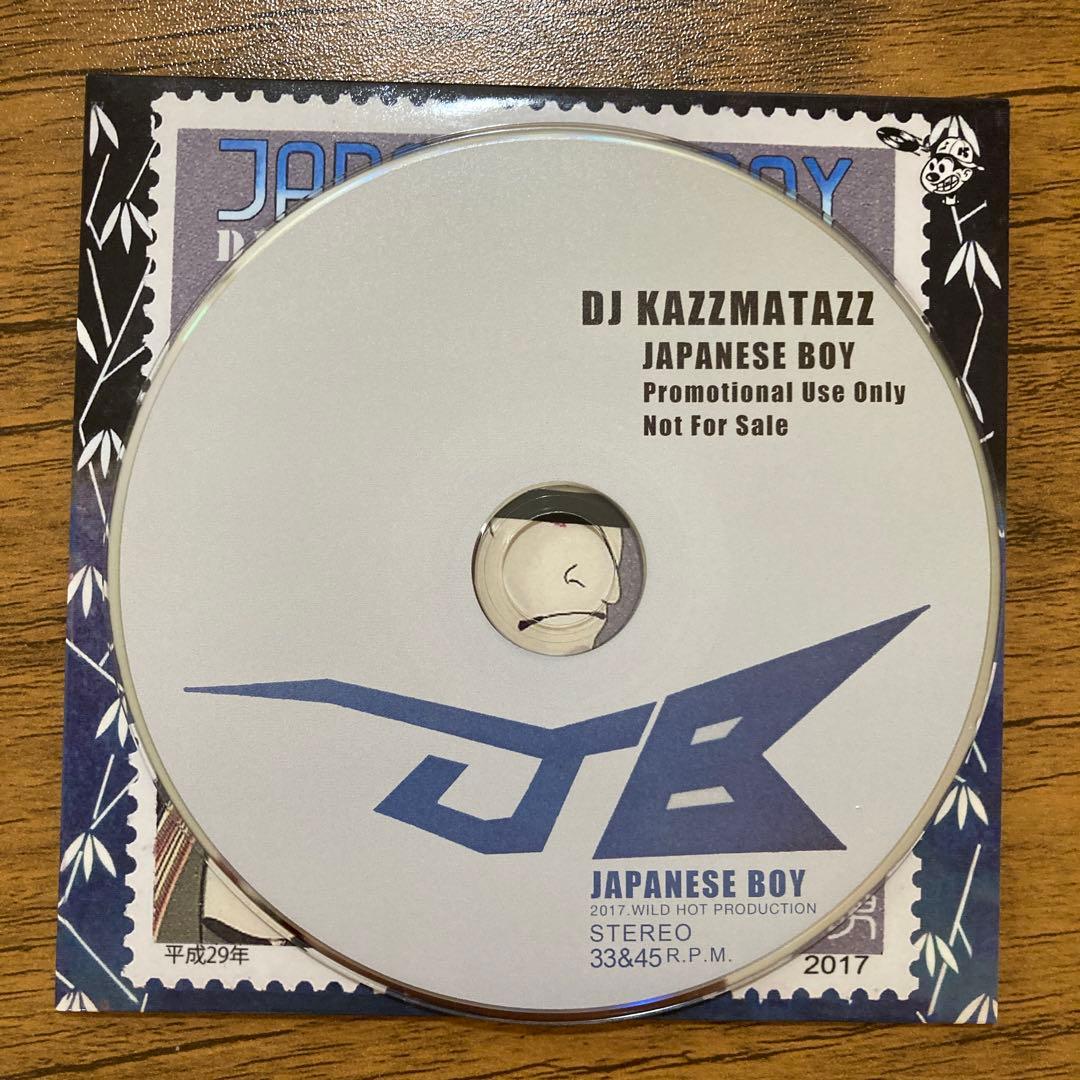 DJ KAZZMATAZZ
JAPANESE BOY
Promotional Use Only
Not For Sale
JB
JAPANESE BOY
2017.WILD HOT PRODUCTION
STEREO
33&45 R.P.M.
平成29年
2017